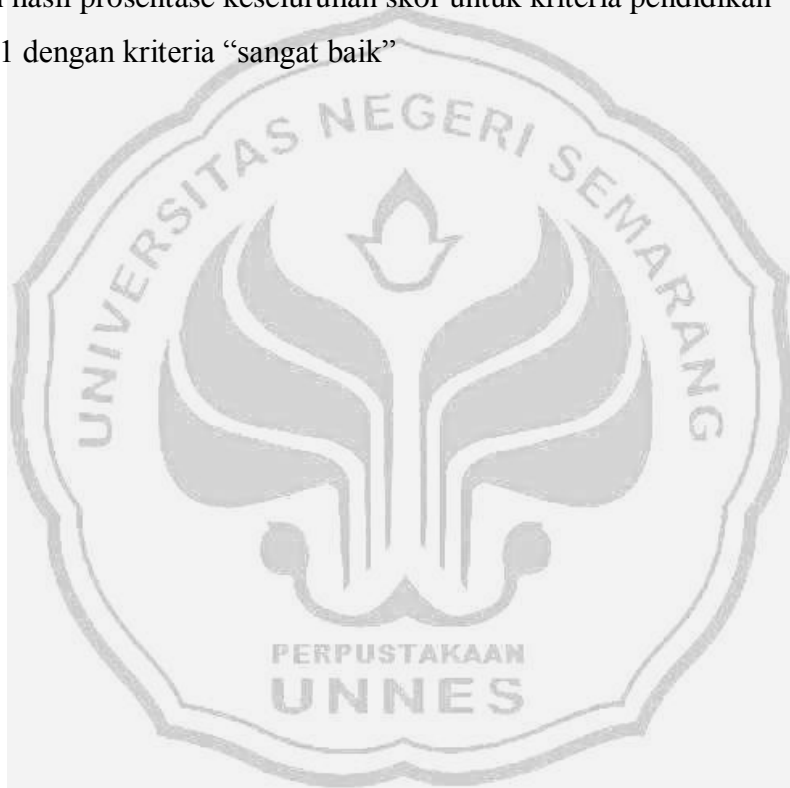 hasil prosentase keseluruhan skor untuk kriteria pendidikan
1 dengan kriteria “sangat baik”
UNIVERSITAS NEGERI SEMARANG
PERPUSTAKAAN
UNNES